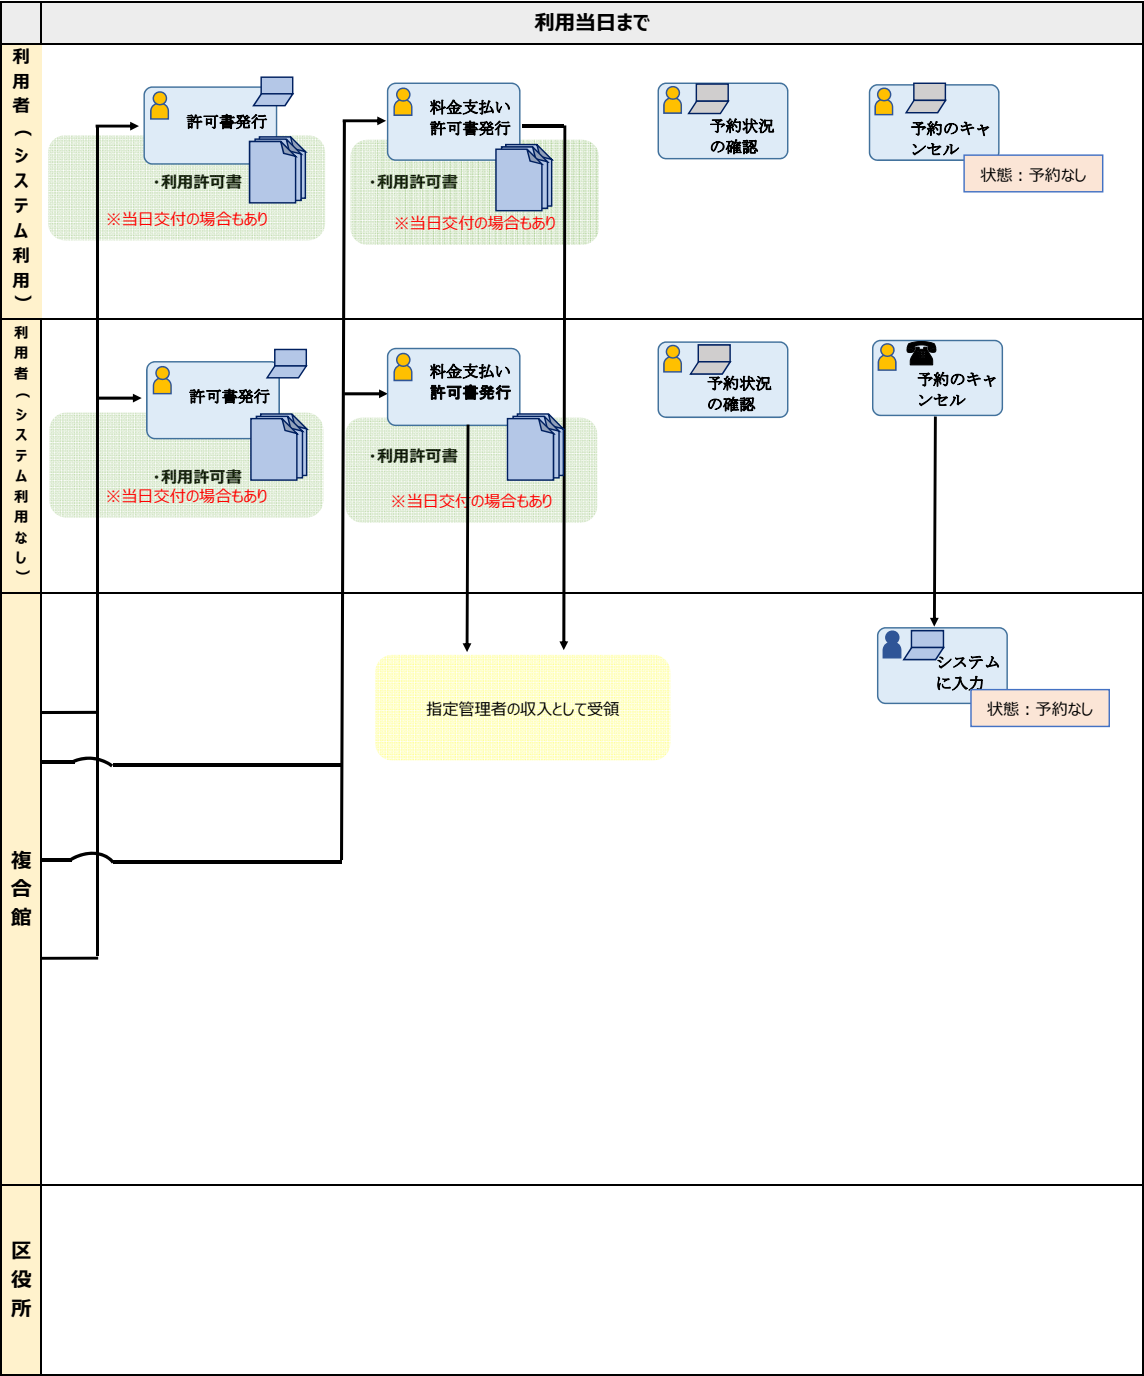 利用当日まで
利用者（システム利用）
許可書発行
・利用許可書
※当日交付の場合もあり
料金支払い
許可書発行
・利用許可書
※当日交付の場合もあり
予約状況
の確認
予約のキャ
ンセル
状態：予約なし
利用者（システム利用なし）
許可書発行
・利用許可書
※当日交付の場合もあり
料金支払い
許可書発行
・利用許可書
※当日交付の場合もあり
予約状況
の確認
予約のキャ
ンセル
複合館
指定管理者の収入として受領
システム
に入力
状態：予約なし
区役所